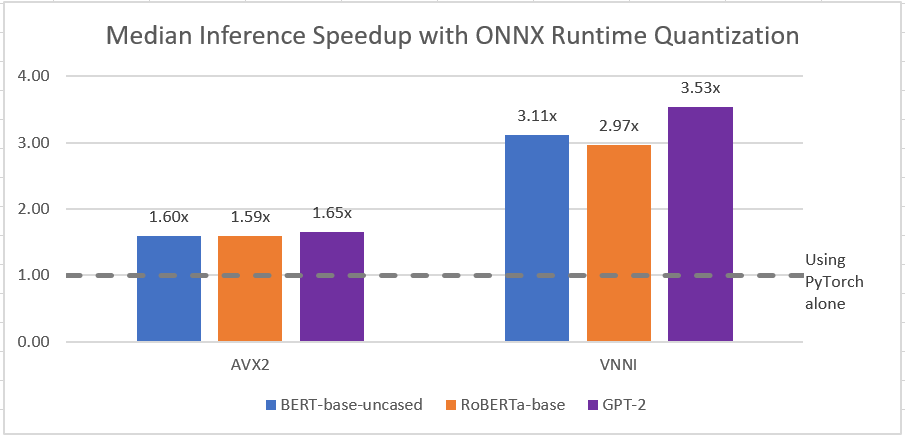 Median Inference Speedup with ONNX Runtime Quantization
4.00
3.00
2.00
1.00
0.00
1.60x
1.59x
1.65x
3.11x
2.97x
3.53x
Using
PyTorch
alone
AVX2
VNNI
BERT-base-uncased
RoBERTa-base
GPT-2